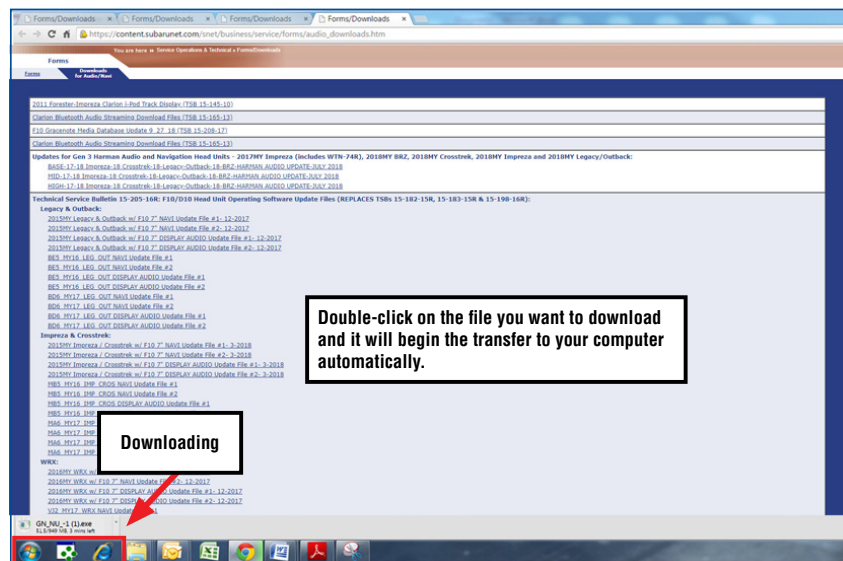 Forms/Downloads × Forms/Downloads × Forms/Downloads × Forms/Downloads ×
https://content.subarunet.com/snet/business/service/forms/audio_downloads.htm
You are here » Service Operations & Technical » Forms/Downloads
Forms
Forms
Downloads
for Audio/Navi
2011 Forester-Impreza Clarion i-Pod Track Display (TSB 15-145-10)
Clarion Bluetooth Audio Streaming Download Files (TSB 15-165-13)
F10 Gracenote Media Database Update 9_27_18 (TSB 15-208-17)
Clarion Bluetooth Audio Streaming Download Files (TSB 15-165-13)
Updates for Gen 3 Harman Audio and Navigation Head Units - 2017MY Impreza (includes WTN-74R), 2018MY BRZ, 2018MY Crosstrek, 2018MY Impreza and 2018MY Legacy/Outback:
BASE-17-18 Impreza-18 Crosstrek-18-Legacy-Outback-18-BRZ-HARMAN AUDIO UPDATE-JULY 2018
MID-17-18 Impreza-18 Crosstrek-18-Legacy-Outback-18-BRZ-HARMAN AUDIO UPDATE-JULY 2018
HIGH-17-18 Impreza-18 Crosstrek-18-Legacy-Outback-18-BRZ-HARMAN AUDIO UPDATE-JULY 2018
Technical Service Bulletin 15-205-16R: F10/D10 Head Unit Operating Software Update Files (REPLACES TSBs 15-182-15R, 15-183-15R & 15-198-16R):
Legacy & Outback:
2015MY Legacy & Outback w/ F10 7" NAVI Update File #1- 12-2017
2015MY Legacy & Outback w/ F10 7" NAVI Update File #2- 12-2017
2015MY Legacy & Outback w/ F10 7" DISPLAY AUDIO Update File #1- 12-2017
2015MY Legacy & Outback w/ F10 7" DISPLAY AUDIO Update File #2- 12-2017
BE5_MY16_LEG_OUT NAVI Update File #1
BE5_MY16_LEG_OUT NAVI Update File #2
BE5_MY16_LEG_OUT DISPLAY AUDIO Update File #1
BE5_MY16_LEG_OUT DISPLAY AUDIO Update File #2
BD6_MY17_LEG_OUT NAVI Update File #1
BD6_MY17_LEG_OUT NAVI Update File #2
BD6_MY17_LEG_OUT DISPLAY AUDIO Update File #1
BD6_MY17_LEG_OUT DISPLAY AUDIO Update File #2
Impreza & Crosstrek:
2015MY Impreza / Crosstrek w/ F10 7" NAVI Update File #1- 3-2018
2015MY Impreza / Crosstrek w/ F10 7" NAVI Update File #2- 3-2018
2015MY Impreza / Crosstrek w/ F10 7" DISPLAY AUDIO Update File #1- 3-2018
2015MY Impreza / Crosstrek w/ F10 7" DISPLAY AUDIO Update File #2- 3-2018
MB5_MY16_IMP_CROS NAVI Update File #1
MB5_MY16_IMP_CROS NAVI Update File #2
MB5_MY16_IMP_CROS DISPLAY AUDIO Update File #1
MB5_MY16_IMP
MA6_MY17_IMP
MA6_MY17_IMP
MA6_MY17_IMP
MA6_MY17_IMP
WRX:
2016MY WRX w/
2016MY WRX w/ F10 7" NAVI Update File #2- 12-2017
2016MY WRX w/ F10 7" DISPLAY AUDIO Update File #1- 12-2017
2016MY WRX w/ F10 7" DISPLAY AUDIO Update File #2- 12-2017
VJ2_MY17_WRX NAVI Update
Double-click on the file you want to download
and it will begin the transfer to your computer
automatically.
Downloading
GN_NU_-1 (1).exe
MB, 3 mins left